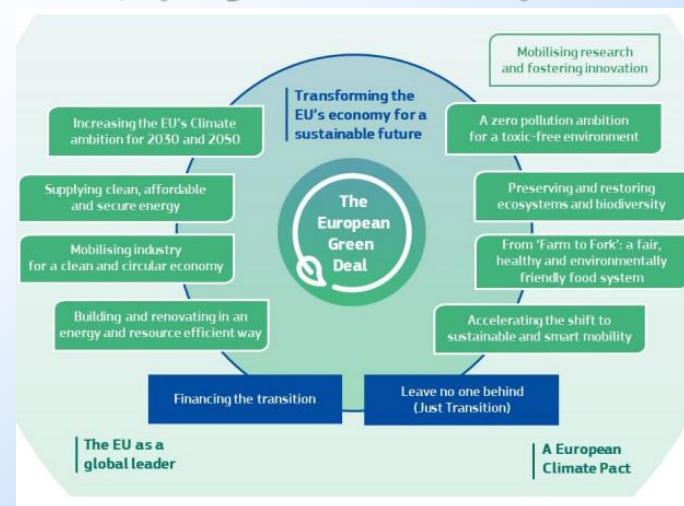 Mobilising research
and fostering innovation
Transforming the
EU's economy for a
sustainable future
Increasing the EU's Climate
ambition for 2030 and 2050
A zero pollution ambition
for a toxic-free environment
Supplying clean, affordable
and secure energy
The
European
Green
Deal
Preserving and restoring
ecosystems and biodiversity
Mobilising industry
for a clean and circular economy
From 'Farm to Fork': a fair,
healthy and environmentally
friendly food system
Building and renovating in an
energy and resource efficient way
Accelerating the shift to
sustainable and smart mobility
Financing the transition
Leave no one behind
(Just Transition)
The EU as a
global leader
A European
Climate Pact